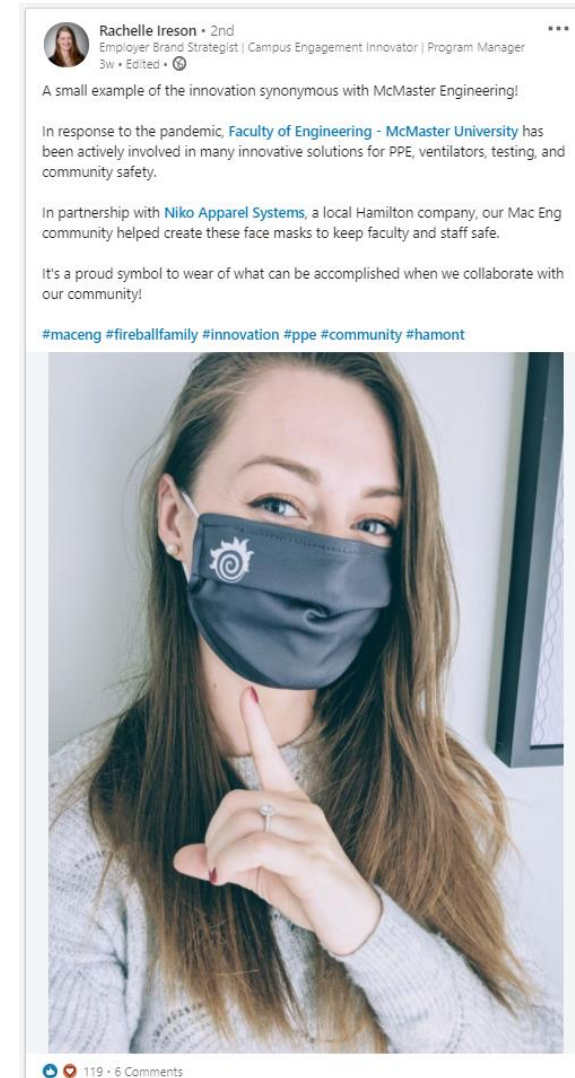 Rachelle Ireson • 2nd
Employer Brand Strategist | Campus Engagement Innovator | Program Manager
3w • Edited •
A small example of the innovation synonymous with McMaster Engineering!
In response to the pandemic, Faculty of Engineering - McMaster University has
been actively involved in many innovative solutions for PPE, ventilators, testing, and
community safety.
In partnership with Niko Apparel Systems, a local Hamilton company, our Mac Eng
community helped create these face masks to keep faculty and staff safe.
It's a proud symbol to wear of what can be accomplished when we collaborate with
our community!
#maceng #fireballfamily #innovation #ppe #community #hamont
119 • 6 Comments